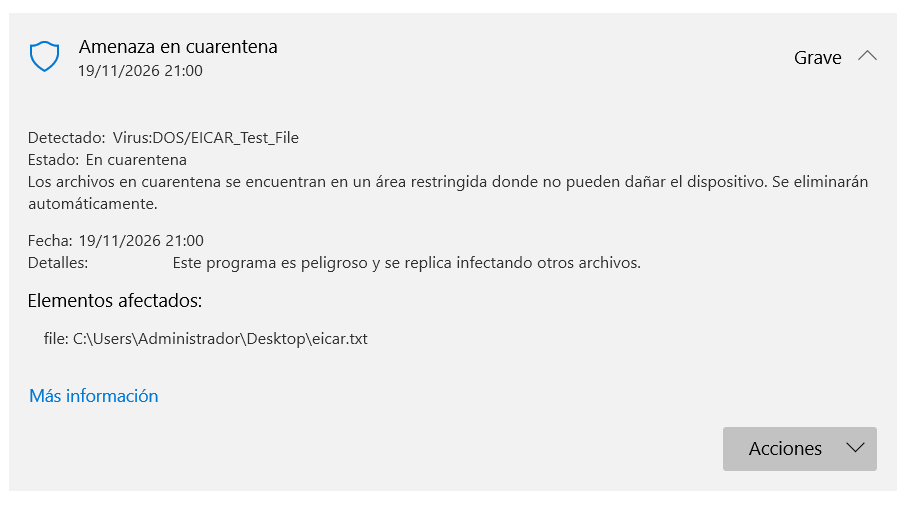 Amenaza en cuarentena
19/11/2026 21:00
Grave
Detectado: Virus:DOS/EICAR_Test_File
Estado: En cuarentena
Los archivos en cuarentena se encuentran en un área restringida donde no pueden dañar el dispositivo. Se eliminarán
automáticamente.
Fecha: 19/11/2026 21:00
Detalles: Este programa es peligroso y se replica infectando otros archivos.
Elementos afectados:
file: C:\Users\Administrador\Desktop\eicar.txt
Más información
Acciones